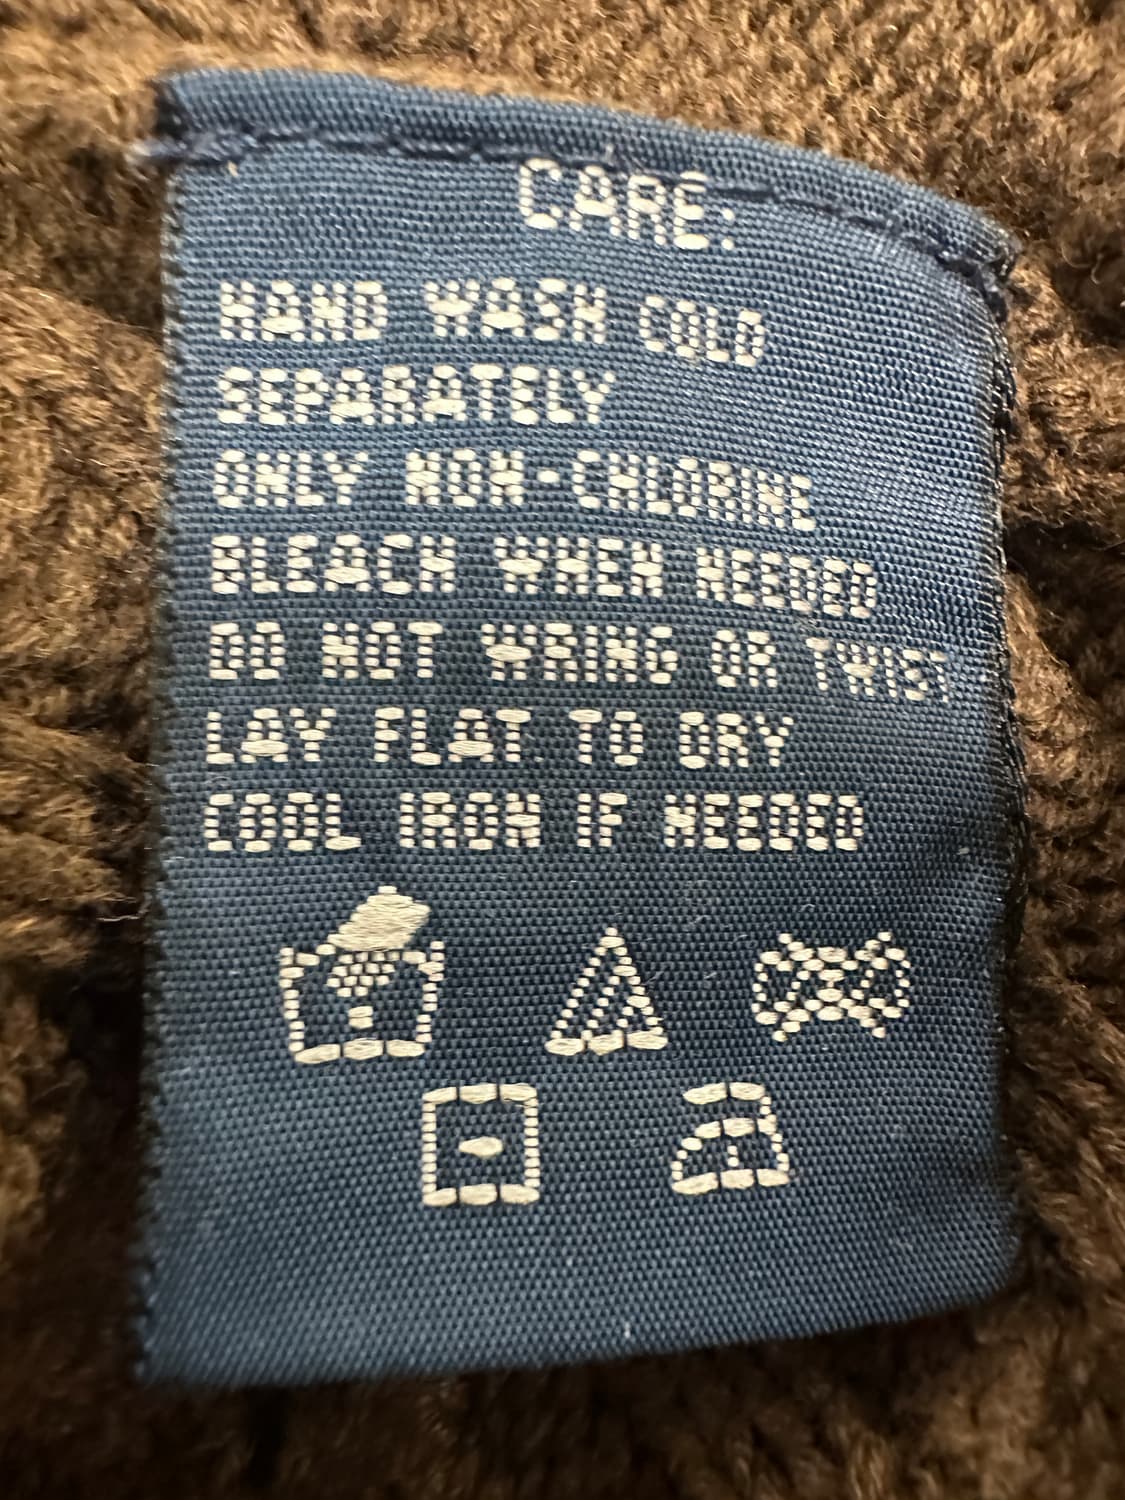 CARE:
HAND WASH COLD
SEPARATELY
ONLY NON-CHLORINE
BLEACH WHEN NEEDED
DO NOT WRING OR TWIST
LAY FLAT TO DRY
COOL IRON IF NEEDED